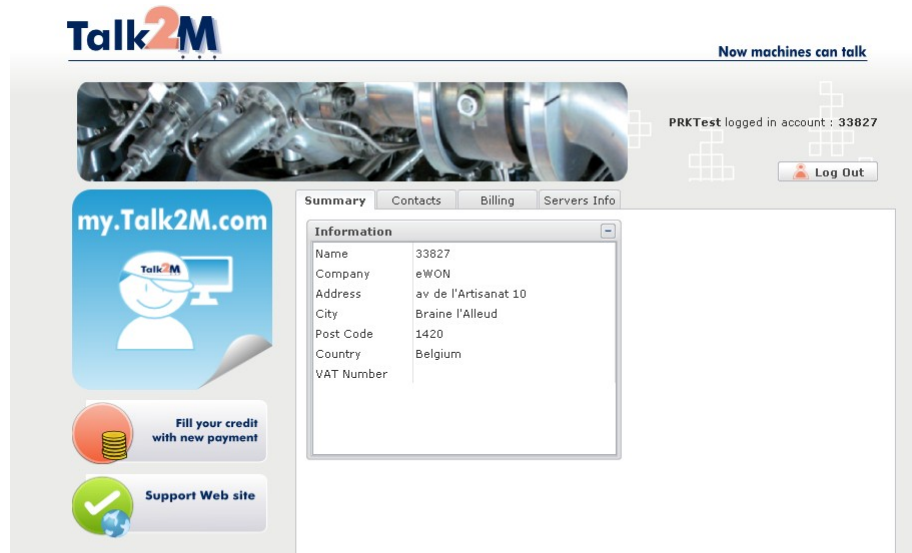 Talk2M
Now machines can talk
PRKTest logged in account : 33827
Log Out
my.Talk2M.com
Talk2M
Fill your credit
with new payment
Support Web site
Summary Contacts Billing Servers Info
Information
Name 33827
Company eWON
Address av de l'Artisanat 10
City Braine l'Alleud
Post Code 1420
Country Belgium
VAT Number